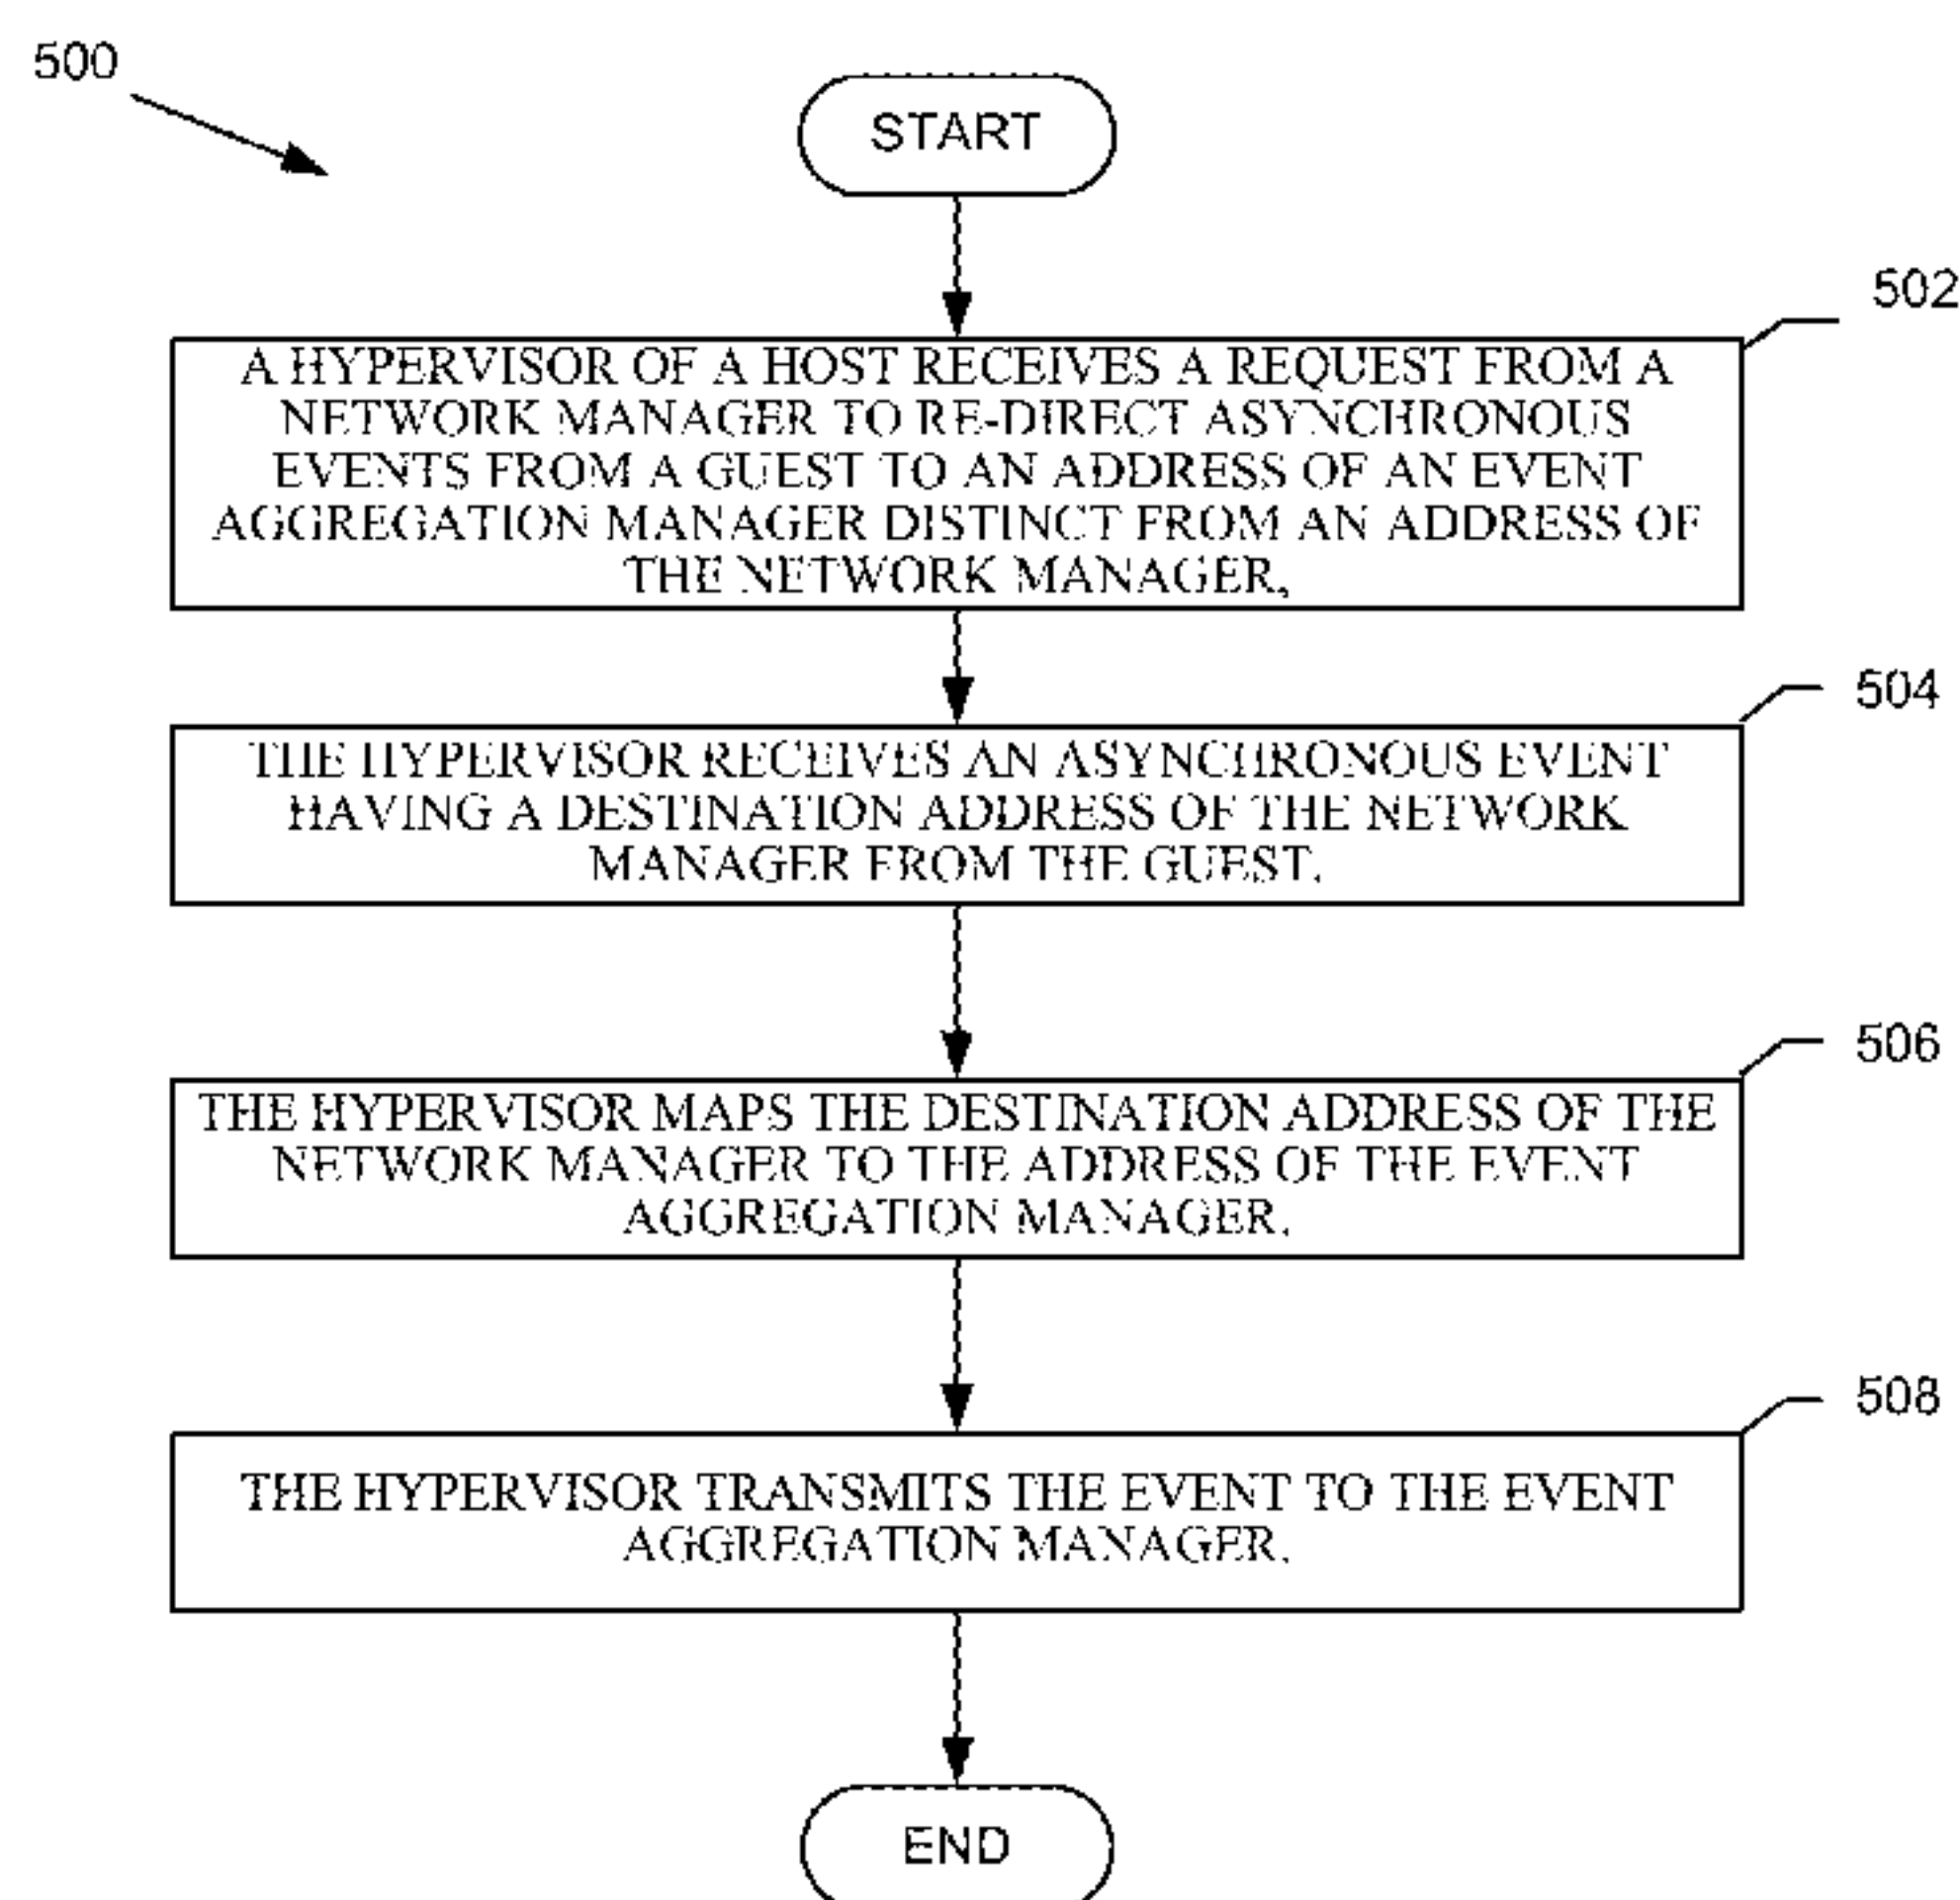 500
START
502
A HYPERVISOR OF A HOST RECEIVES A REQUEST FROM A
NETWORK MANAGER TO RE-DIRECT ASYNCHRONOUS
EVENTS FROM A GUEST TO AN ADDRESS OF AN EVENT
AGGREGATION MANAGER DISTINCT FROM AN ADDRESS OF
THE NETWORK MANAGER,
504
THE HYPERVISOR RECEIVES AN ASYNCHRONOUS EVENT
HAVING A DESTINATION ADDRESS OF THE NETWORK
MANAGER FROM THE GUEST.
506
THE HYPERVISOR MAPS THE DESTINATION ADDRESS OF THE
NETWORK MANAGER TO THE ADDRESS OF THE EVENT
AGGREGATION MANAGER.
508
THE HYPERVISOR TRANSMITS THE EVENT TO THE EVENT
AGGREGATION MANAGER.
END